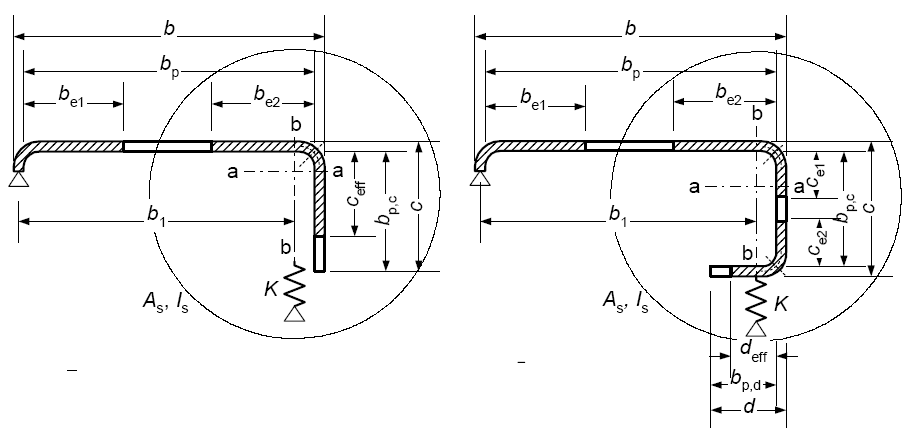 b
b
bp
bp
be1
be2
be1
be2
b
b
a
a
ceff
bp,c
c
a
a
ce1
bp,c
c
b1
b1
ce2
b
b
K
As, Is
As, Is
K
deff
bp,d
d